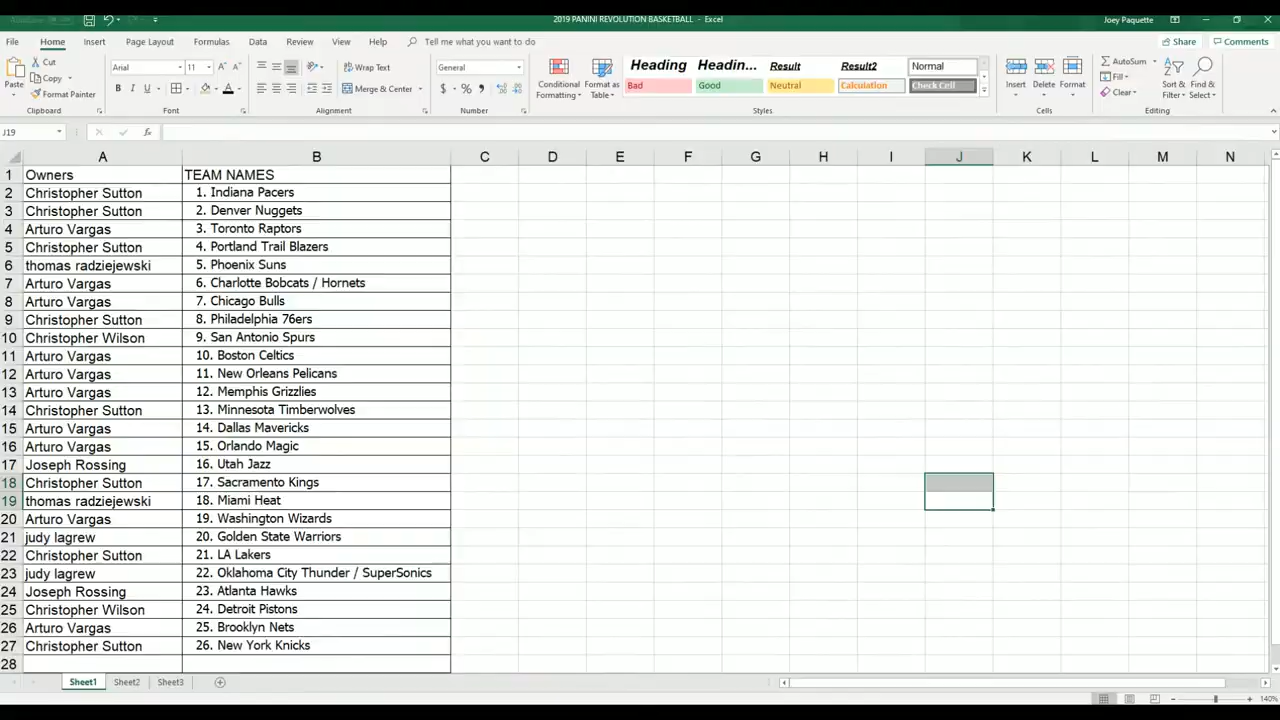 2019 PANINI REVOLUTION BASKETBALL - Excel
Joey Paquette
File Home Insert Page Layout Formulas Data Review View Help Tell me what you want to do
Share Comments
Paste
Cut
Copy
Format Painter
Clipboard
Arial 11
B I U
Font
Wrap Text
Merge & Center
Alignment
General
$ % ,
Number
Conditional Formatting
Format as Table
Heading Headin... Result Result2 Normal
Bad Good Neutral Calculation Check Cell
Styles
Insert Delete Format
Cells
AutoSum
Fill
Clear
Sort & Filter
Find & Select
Editing
J19
fx
A B C D E F G H I J K L M N
1 Owners TEAM NAMES
2 Christopher Sutton 1. Indiana Pacers
3 Christopher Sutton 2. Denver Nuggets
4 Arturo Vargas 3. Toronto Raptors
5 Christopher Sutton 4. Portland Trail Blazers
6 thomas radziejewski 5. Phoenix Suns
7 Arturo Vargas 6. Charlotte Bobcats / Hornets
8 Arturo Vargas 7. Chicago Bulls
9 Christopher Sutton 8. Philadelphia 76ers
10 Christopher Wilson 9. San Antonio Spurs
11 Arturo Vargas 10. Boston Celtics
12 Arturo Vargas 11. New Orleans Pelicans
13 Arturo Vargas 12. Memphis Grizzlies
14 Christopher Sutton 13. Minnesota Timberwolves
15 Arturo Vargas 14. Dallas Mavericks
16 Arturo Vargas 15. Orlando Magic
17 Joseph Rossing 16. Utah Jazz
18 Christopher Sutton 17. Sacramento Kings
19 thomas radziejewski 18. Miami Heat
20 Arturo Vargas 19. Washington Wizards
21 judy lagrew 20. Golden State Warriors
22 Christopher Sutton 21. LA Lakers
23 judy lagrew 22. Oklahoma City Thunder / SuperSonics
24 Joseph Rossing 23. Atlanta Hawks
25 Christopher Wilson 24. Detroit Pistons
26 Arturo Vargas 25. Brooklyn Nets
27 Christopher Sutton 26. New York Knicks
28
Sheet1 Sheet2 Sheet3
140%